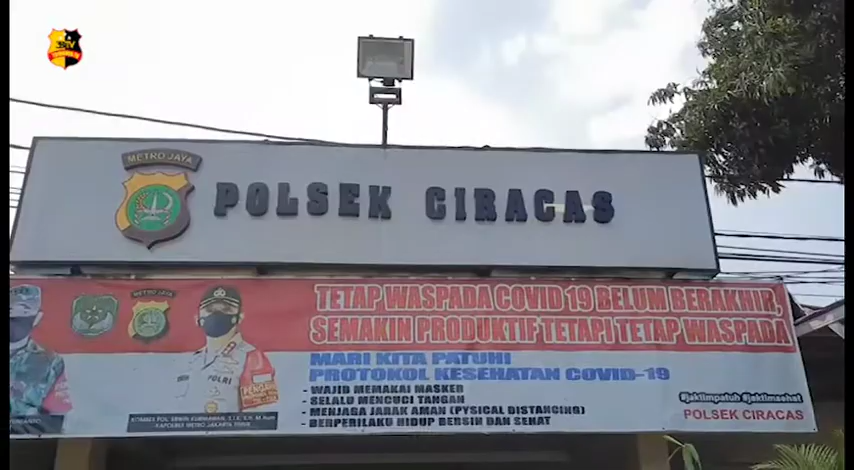 METRO JAYA
POLSEK CIRACAS
METRO JAYA
TETAP WASPADA COVID 19 BELUM BERAKHIR,
SEMAKIN PRODUKTIF TETAPI TETAP WASPADA
MARI KITA PATUHI
PROTOKOL KESEHATAN COVID-19
- WAJIB MEMAKAI MASKER
- SELALU MENCUCI TANGAN
- MENJAGA JARAK AMAN (PYSICAL DISTANCING)
- BERPERILAKU HIDUP BERSIH DAN SEHAT
#jaktimpatuh #jaktimsehat
POLSEK CIRACAS
POLRI
KAPOLRES METRO JAKARTA TIMUR